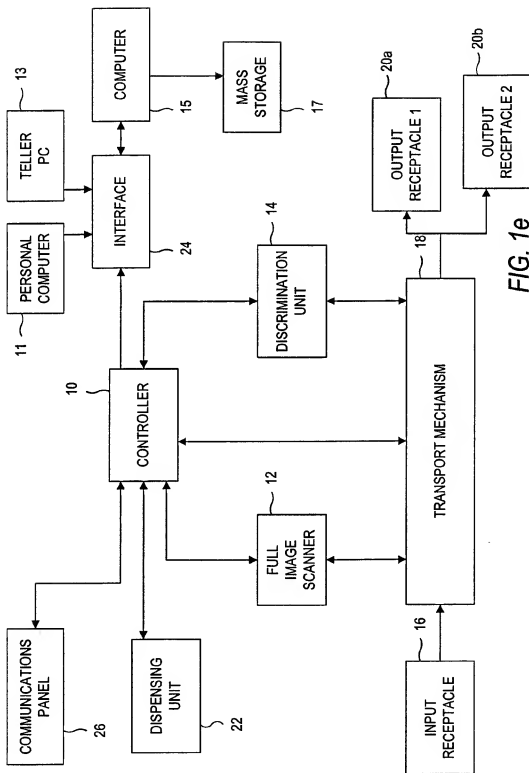 COMMUNICATIONS
PANEL
26
DISPENSING
UNIT
22
10
CONTROLLER
PERSONAL
COMPUTER
11
TELLER
PC
13
INTERFACE
24
COMPUTER
15
MASS
STORAGE
17
12
FULL
IMAGE
SCANNER
14
DISCRIMINATION
UNIT
16
INPUT
RECEPTACLE
TRANSPORT MECHANISM
18
20a
OUTPUT
RECEPTACLE 1
20b
OUTPUT
RECEPTACLE 2
FIG. 1e